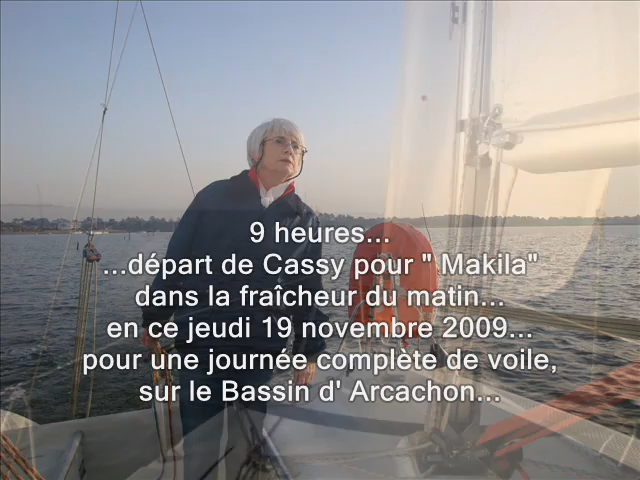 9 heures...
...départ de Cassy pour " Makila"
dans la fraîcheur du matin...
en ce jeudi 19 novembre 2009...
pour une journée complète de voile,
sur le Bassin d' Arcachon...